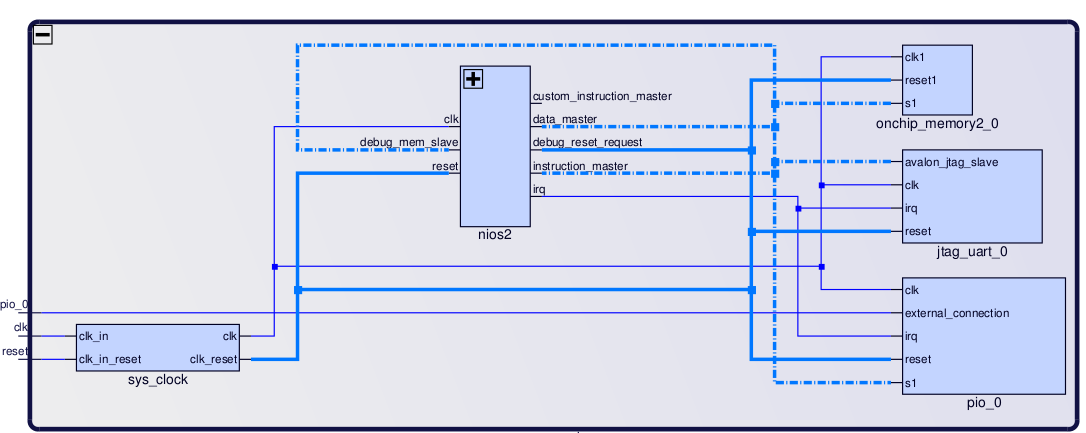 custom_instruction_master
clk
data_master
debug_mem_slave
debug_reset_request
reset
instruction_master
irq
nios2
clk1
reset1
s1
onchip_memory2_0
avalon_jtag_slave
clk
irq
reset
jtag_uart_0
clk
external_connection
irq
reset
s1
pio_0
pio_0
clk
reset
clk_in
clk
clk_in_reset
clk_reset
sys_clock